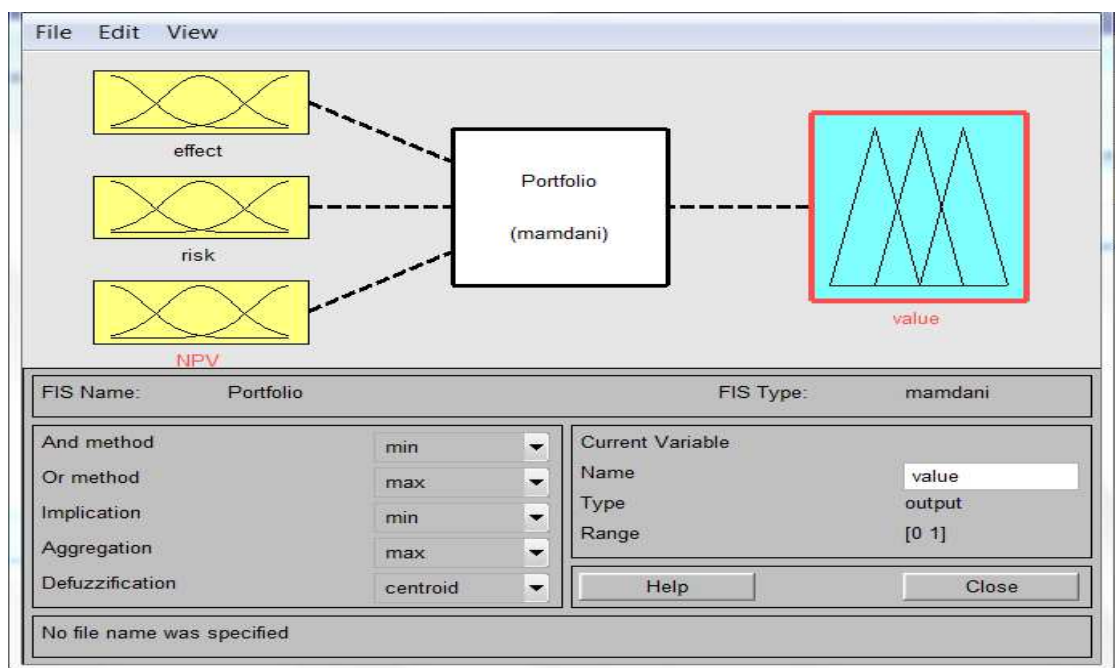 File Edit View
effect
risk
NPV
Portfolio
(mamdani)
value
FIS Name: Portfolio FIS Type: mamdani
And method min
Or method max
Implication min
Aggregation max
Defuzzification centroid
Current Variable
Name value
Type output
Range [0 1]
Help Close
No file name was specified